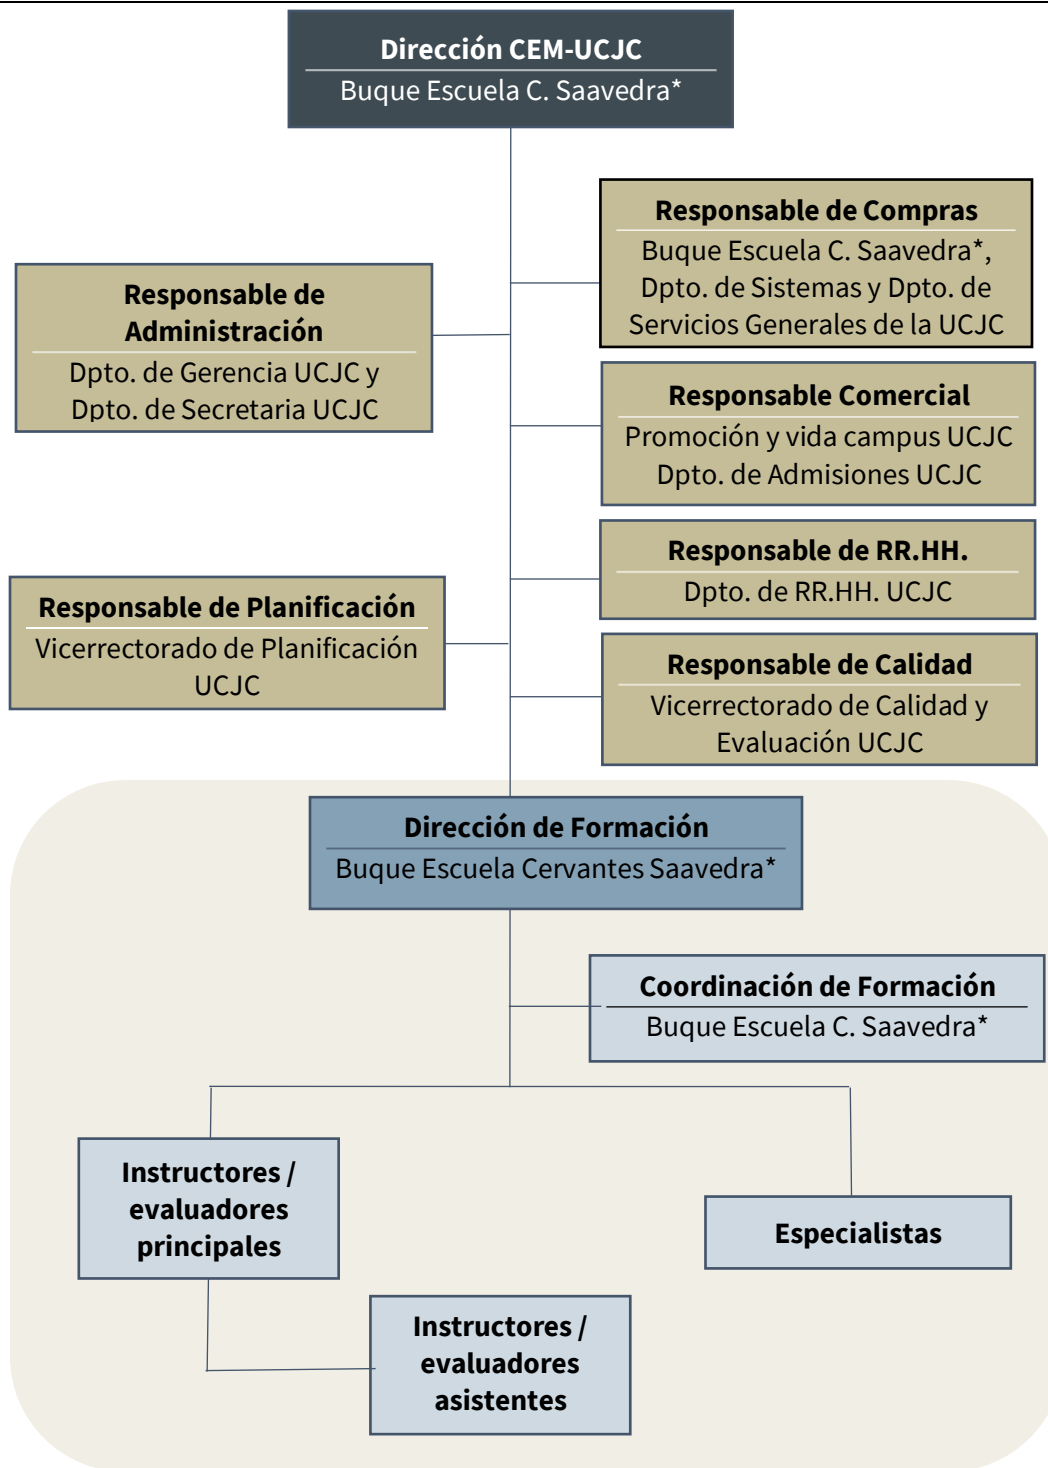 Dirección CEM-UCJC
Buque Escuela C. Saavedra*
Responsable de Compras
Buque Escuela C. Saavedra*,
Dpto. de Sistemas y Dpto. de
Servicios Generales de la UCJC
Responsable de
Administración
Dpto. de Gerencia UCJC y
Dpto. de Secretaria UCJC
Responsable Comercial
Promoción y vida campus UCJC
Dpto. de Admisiones UCJC
Responsable de RR.HH.
Dpto. de RR.HH. UCJC
Responsable de Planificación
Vicerrectorado de Planificación
UCJC
Responsable de Calidad
Vicerrectorado de Calidad y
Evaluación UCJC
Dirección de Formación
Buque Escuela Cervantes Saavedra*
Coordinación de Formación
Buque Escuela C. Saavedra*
Instructores /
evaluadores
principales
Especialistas
Instructores /
evaluadores
asistentes